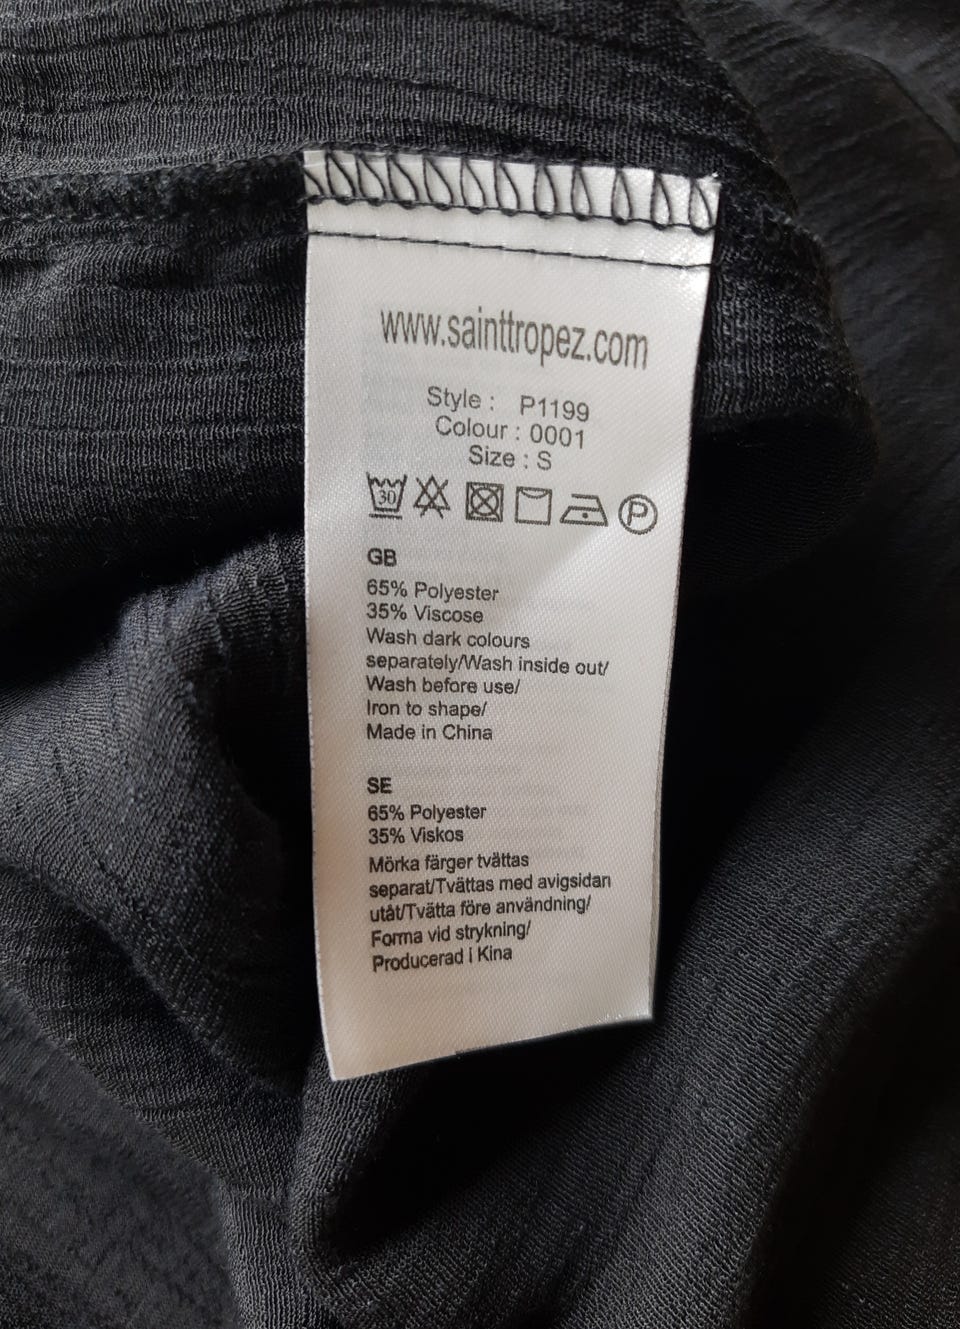 www.sainttropez.com
Style : P1199
Colour : 0001
Size : S
30 P
GB
65% Polyester
35% Viscose
Wash dark colours
separately/Wash inside out/
Wash before use/
Iron to shape/
Made in China
SE
65% Polyester
35% Viskos
Mörka färger tvättas
separat/Tvättas med avigsidan
utåt/Tvätta före användning/
Forma vid strykning/
Producerad i Kina